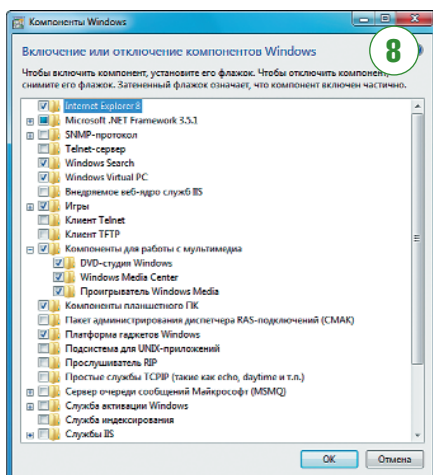 Компоненты Windows
8
Включение или отключение компонентов Windows
Чтобы включить компонент, установите его флажок. Чтобы отключить компонент,
снимите его флажок. Затененный флажок означает, что компонент включен частично.
Internet Explorer 8
Microsoft .NET Framework 3.5.1
SNMP-протокол
Telnet-сервер
Windows Search
Windows Virtual PC
Внедряемое веб-ядро служб IIS
Игры
Клиент Telnet
Клиент TFTP
Компоненты для работы с мультимедиа
DVD-студия Windows
Windows Media Center
Проигрыватель Windows Media
Компоненты планшетного ПК
Пакет администрирования диспетчера RAS-подключений (CMAK)
Платформа гаджетов Windows
Подсистема для UNIX-приложений
Прослушиватель RIP
Простые службы TCPIP (такие как echo, daytime и т.п.)
Сервер очереди сообщений Майкрософт (MSMQ)
Служба активации Windows
Служба индексирования
Службы IIS
ОК
Отмена